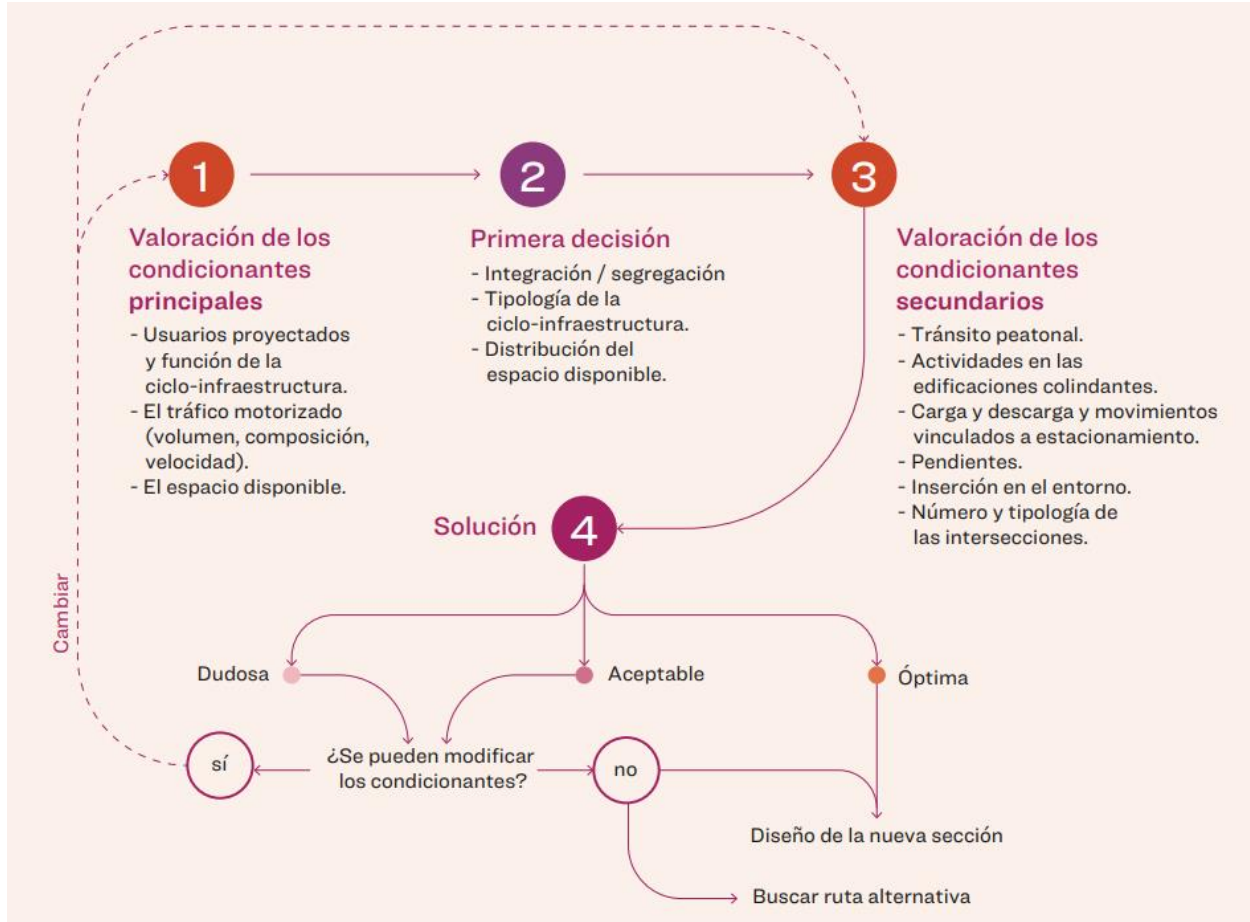 1
Valoración de los
condicionantes
principales
- Usuarios proyectados
y función de la
ciclo-infraestructura.
- El tráfico motorizado
(volumen, composición,
velocidad).
- El espacio disponible.
2
Primera decisión
- Integración / segregación
- Tipología de la
ciclo-infraestructura.
- Distribución del
espacio disponible.
3
Valoración de los
condicionantes
secundarios
- Tránsito peatonal.
- Actividades en las
edificaciones colindantes.
- Carga y descarga y movimientos
vinculados a estacionamiento.
- Pendientes.
- Inserción en el entorno.
- Número y tipología de
las intersecciones.
Solución 4
Cambiar
Dudosa
Aceptable
Óptima
sí
¿Se pueden modificar
los condicionantes?
no
Diseño de la nueva sección
Buscar ruta alternativa